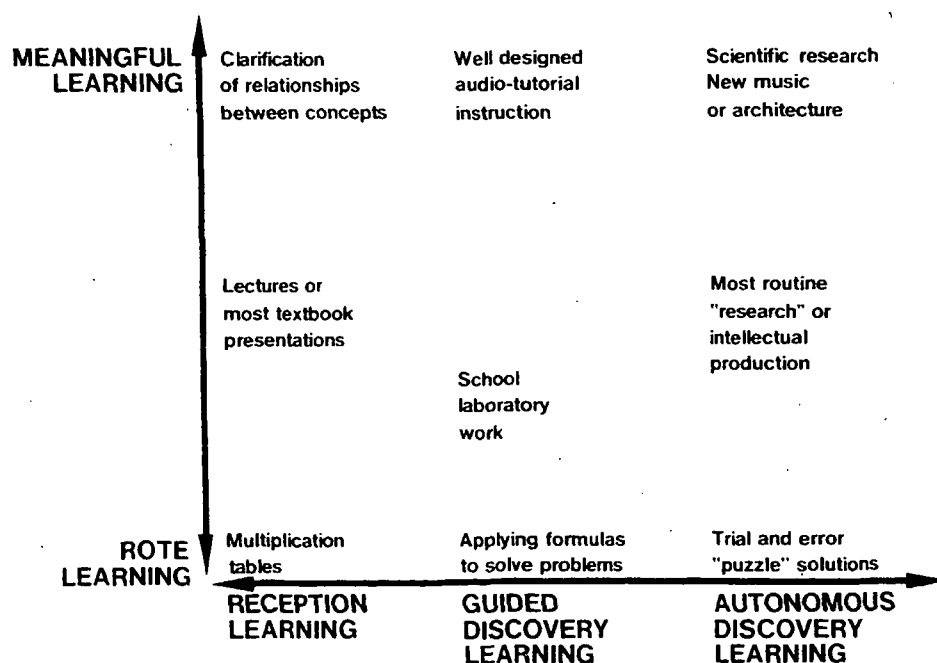 MEANINGFUL
LEARNING
Clarification
of relationships
between concepts
Well designed
audio-tutorial
instruction
Scientific research
New music
or architecture
Lectures or
most textbook
presentations
School
laboratory
work
Most routine
"research" or
intellectual
production
ROTE
LEARNING
Multiplication
tables
Applying formulas
to solve problems
Trial and error
"puzzle" solutions
RECEPTION
LEARNING
GUIDED
DISCOVERY
LEARNING
AUTONOMOUS
DISCOVERY
LEARNING